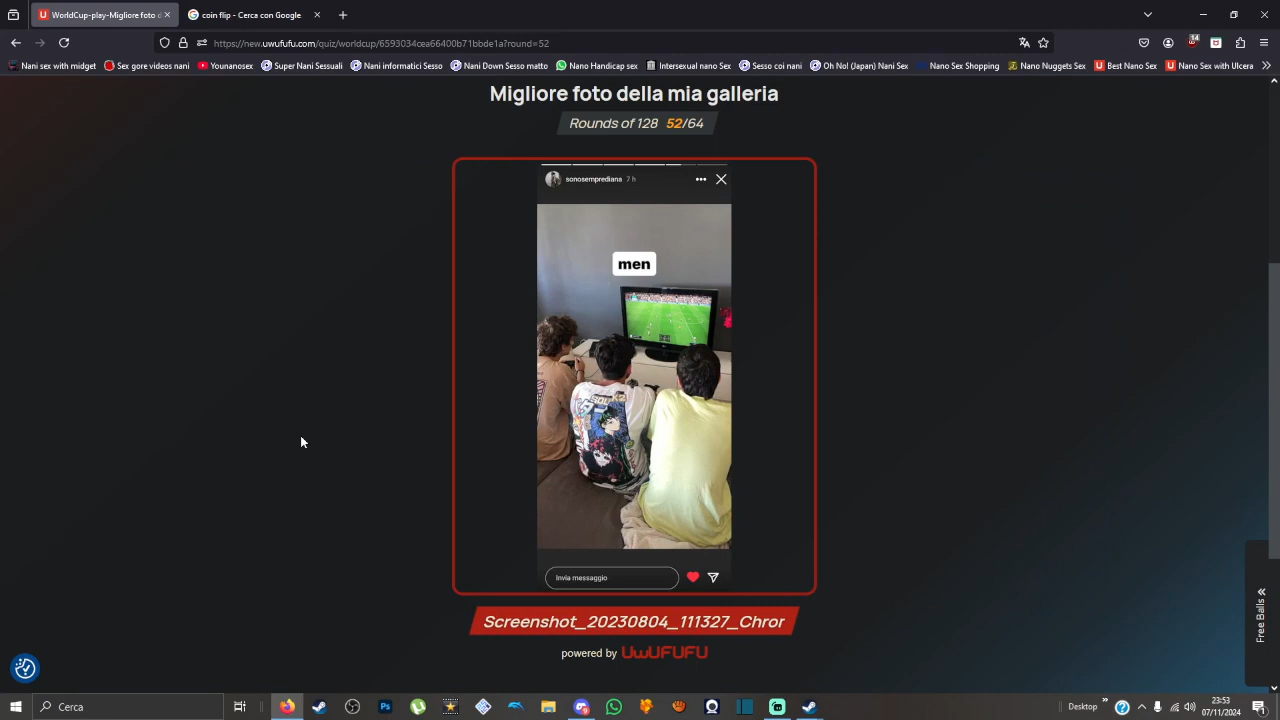 WorldCup-play-Migliore foto d
coin flip - Cerca con Google
https://new.uwufufu.com/quiz/worldcup/6593034cea66400b71bbde1a?round=52
14
Nani sex with midget
Sex gore videos nani
Younanosex
Super Nani Sessuali
Nani informatici Sesso
Nani Down Sesso matto
Nano Handicap sex
Intersexual nano Sex
Sesso coi nani
Oh No! (Japan) Nani Sex
Nano Sex Shopping
Nano Nuggets Sex
Best Nano Sex
Nano Sex with Ulcera
Migliore foto della mia galleria
Rounds of 128 52/64
sonosemprediana 7 h
men
Invia messaggio
Screenshot_20230804_111327_Chror
powered by UwUFUFU
Free Balls
Cerca
Desktop
23:53
07/11/2024